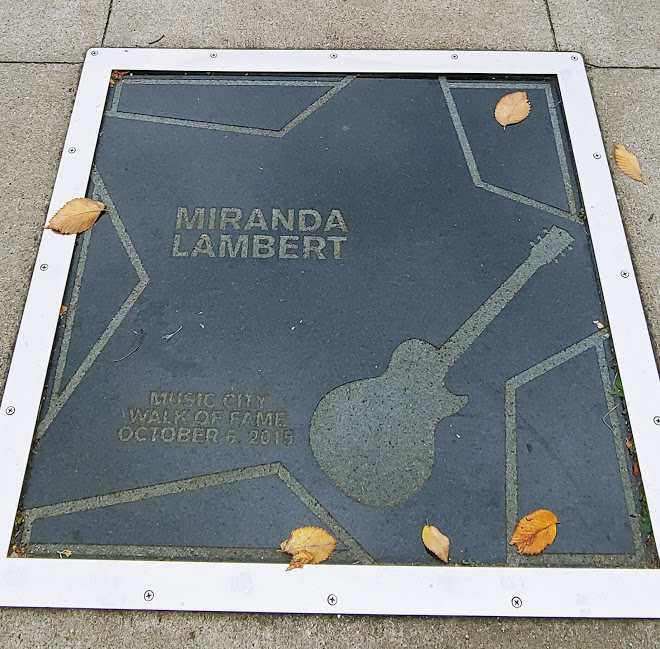 MIRANDA
LAMBERT
MUSIC CITY
WALK OF FAME
OCTOBER 6, 2015